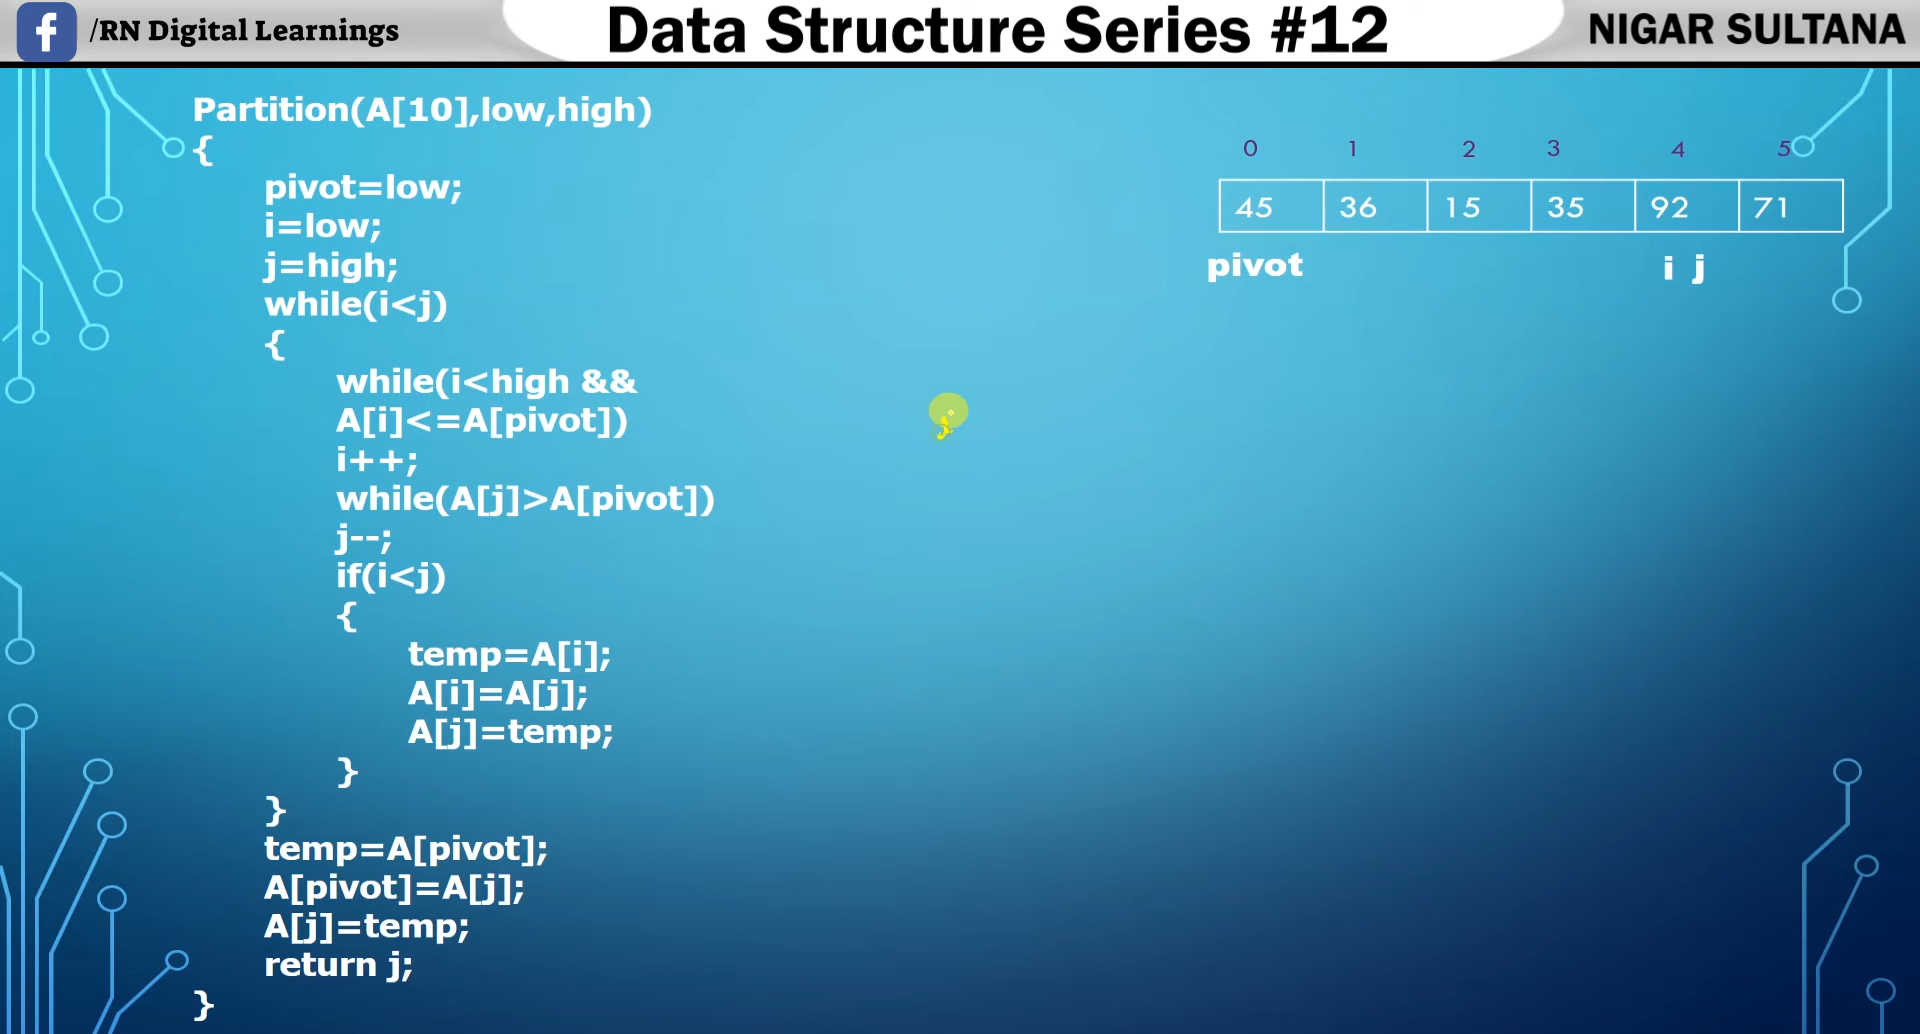 /RN Digital Learnings
Data Structure Series #12
NIGAR SULTANA
Partition(A[10],low,high)
{
pivot=low;
i=low;
j=high;
while(i<j)
{
while(i<high &&
A[i]<=A[pivot])
i++;
while(A[j]>A[pivot])
j--;
if(i<j)
{
temp=A[i];
A[i]=A[j];
A[j]=temp;
}
}
temp=A[pivot];
A[pivot]=A[j];
A[j]=temp;
return j;
}
0 1 2 3 4 5
45 36 15 35 92 71
pivot i j